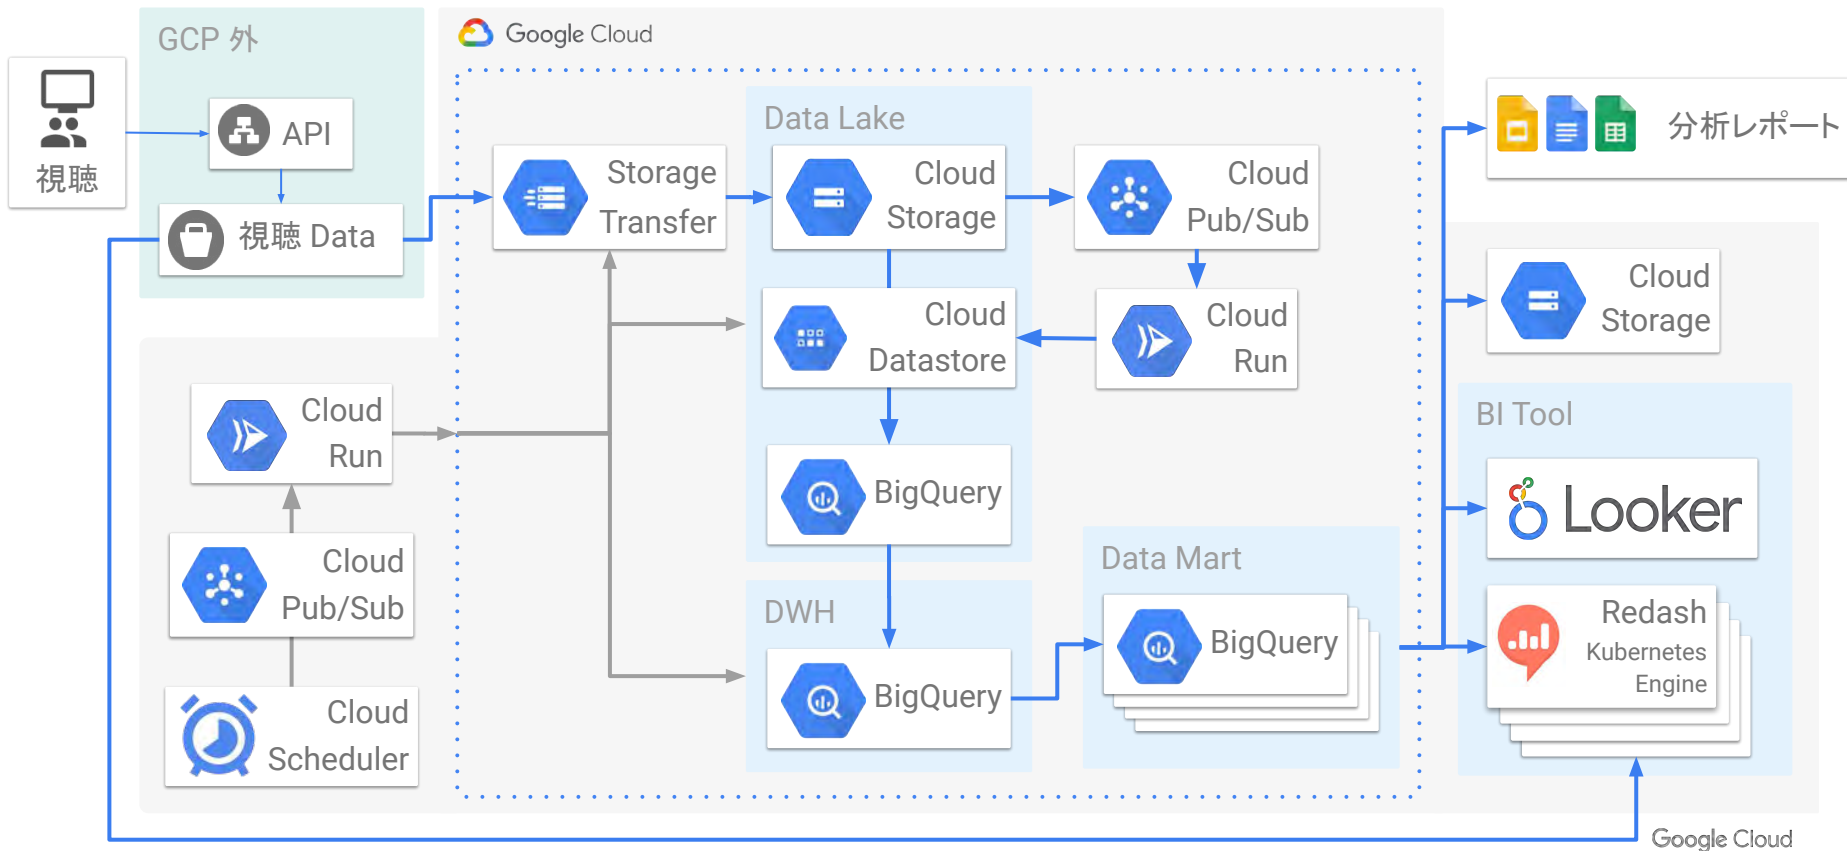 GCP 外
Google Cloud
視聴
API
視聴 Data
Storage
Transfer
Data Lake
Cloud
Storage
Cloud
Pub/Sub
分析レポート
Cloud
Datastore
Cloud
Run
Cloud
Storage
Cloud
Run
BigQuery
BI Tool
Looker
Cloud
Pub/Sub
DWH
BigQuery
Data Mart
BigQuery
Redash
Kubernetes
Engine
Cloud
Scheduler
Google Cloud